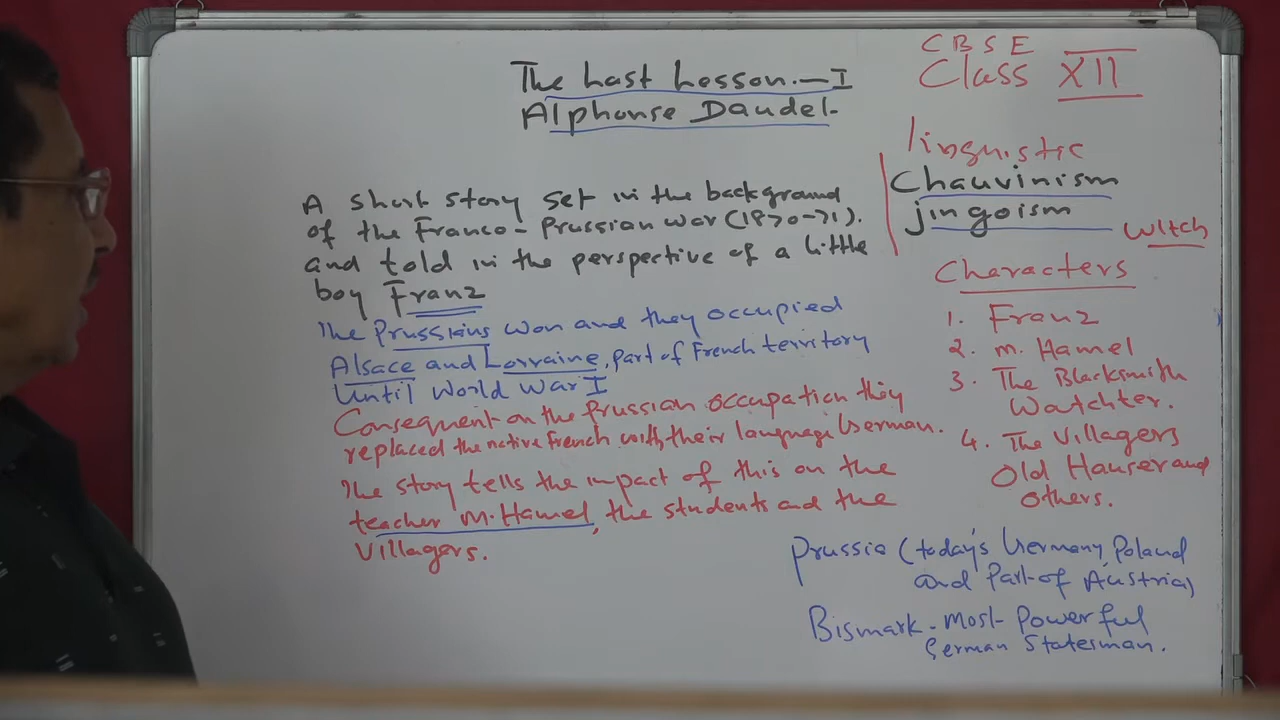 The Last Lesson.-I
Alphonse Daudel.
A short story set in the background
of the Franco-Prussian war (1870-71).
and told in the perspective of a little
boy Franz
The Prussians won and they occupied
Alsace and Lorraine, part of French territory
Until World War I
Consequent on the Prussian occupation they
replaced the native French with their language German.
The story tells the impact of this on the
teacher M. Hamel, the students and the
Villagers.
CBSE
Class XII
linguistic
Chauvinism
jingoism
witch
Characters
1. Franz
2. M. Hamel
3. The Blacksmith
Watchter.
4. The Villagers
Old Hauser and
others.
Prussia (today's Germany, Poland
and Part of Austria)
Bismark - most Powerful
German Statesman.